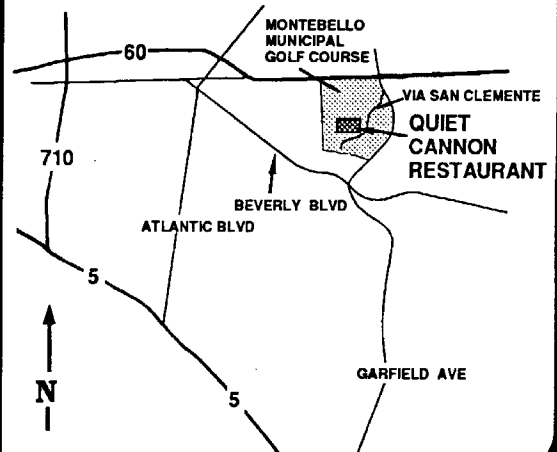 MONTEBELLO
MUNICIPAL
GOLF COURSE
60
VIA SAN CLEMENTE
QUIET
CANNON
RESTAURANT
710
BEVERLY BLVD
ATLANTIC BLVD
5
GARFIELD AVE
N
5